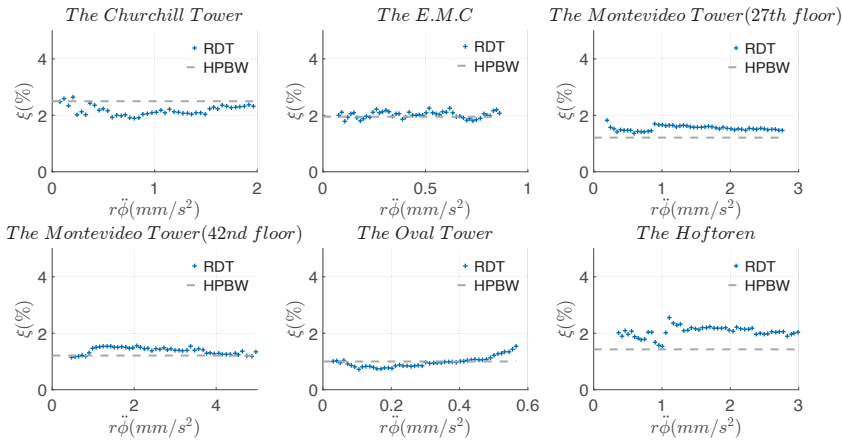 The Churchill Tower
4
2
0
ξ(%)
RDT
HPBW
0 1 2
rϕ̈(mm/s²)
The E.M.C
4
2
0
ξ(%)
RDT
HPBW
0 0.5 1
rϕ̈(mm/s²)
The Montevideo Tower(27th floor)
4
2
0
ξ(%)
RDT
HPBW
0 1 2 3
rϕ̈(mm/s²)
The Montevideo Tower(42nd floor)
4
2
0
ξ(%)
RDT
HPBW
0 2 4
rϕ̈(mm/s²)
The Oval Tower
4
2
0
ξ(%)
RDT
HPBW
0 0.2 0.4 0.6
rϕ̈(mm/s²)
The Hoftoren
4
2
0
ξ(%)
RDT
HPBW
0 1 2 3
rϕ̈(mm/s²)